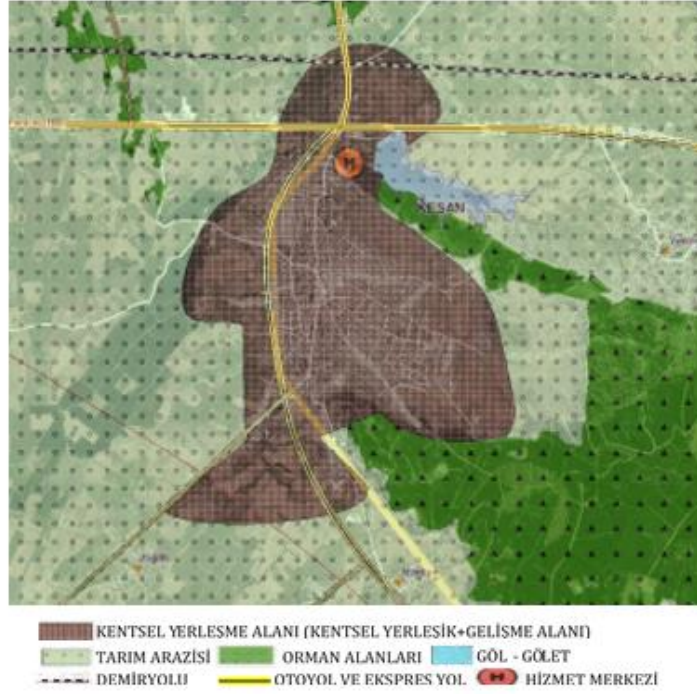 KEŞAN
KENTSEL YERLEŞME ALANI (KENTSEL YERLEŞİK+GELİŞME ALANI)
TARIM ARAZİSİ ORMAN ALANLARI GÖL - GÖLET
DEMİRYOLU OTOYOL VE EKSPRES YOL HİZMET MERKEZİ